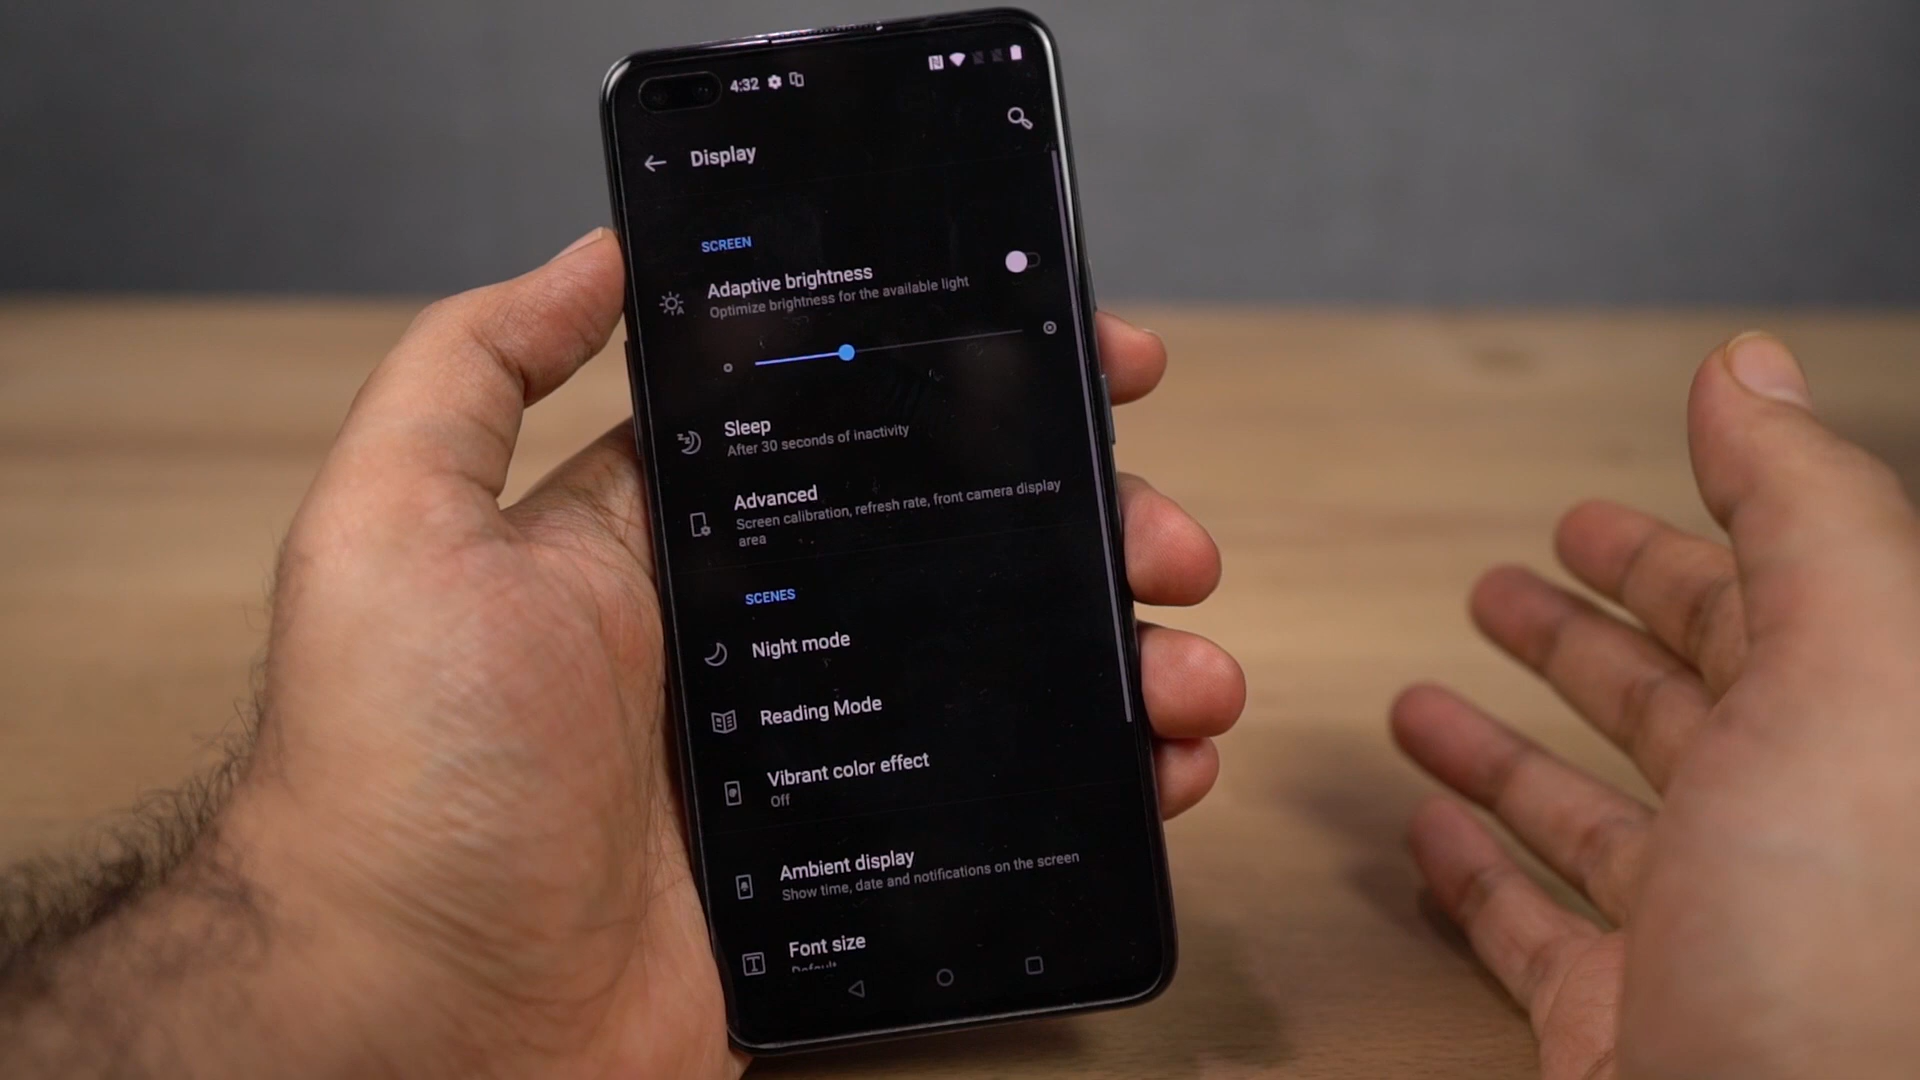 4:32
Display
SCREEN
Adaptive brightness
Optimize brightness for the available light
Sleep
After 30 seconds of inactivity
Advanced
Screen calibration, refresh rate, front camera display
area
SCENES
Night mode
Reading Mode
Vibrant color effect
Off
Ambient display
Show time, date and notifications on the screen
Font size
Default